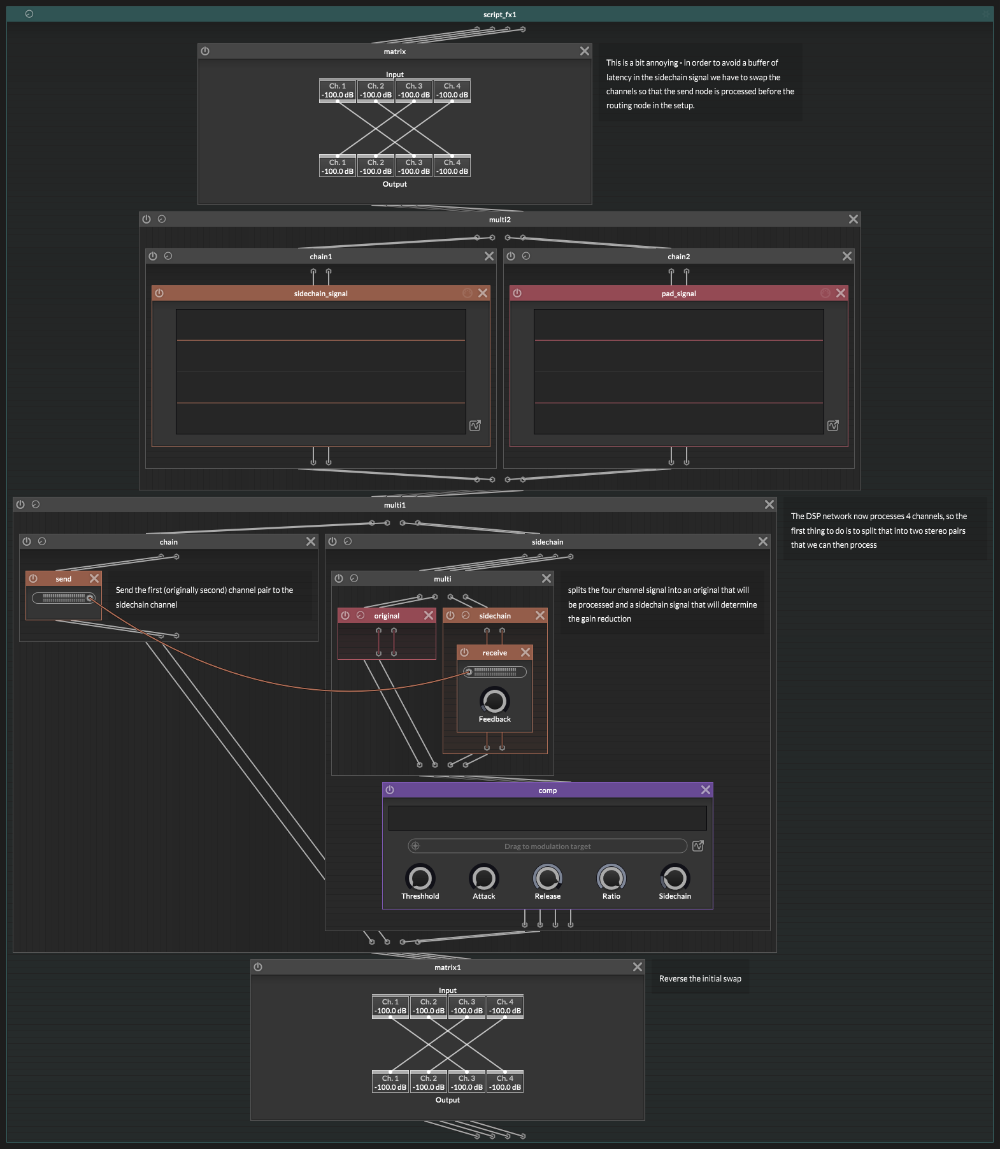 script_fx1
matrix
Input
Ch. 1 Ch. 2 Ch. 3 Ch. 4
-100.0 dB -100.0 dB -100.0 dB -100.0 dB
Ch. 1 Ch. 2 Ch. 3 Ch. 4
-100.0 dB -100.0 dB -100.0 dB -100.0 dB
Output
This is a bit annoying - in order to avoid a buffer of
latency in the sidechain signal we have to swap the
channels so that the send node is processed before the
routing node in the setup.
multi2
chain1
chain2
sidechain_signal
pad_signal
multi1
The DSP network now processes 4 channels, so the
first thing to do is to split that into two stereo pairs
that we can then process
chain
sidechain
send
Send the first (originally second) channel pair to the
sidechain channel
multi
splits the four channel signal into an original that will
be processed and a sidechain signal that will determine
the gain reduction
original
sidechain
receive
Feedback
comp
Drag to modulation target
Threshhold
Attack
Release
Ratio
Sidechain
matrix1
Reverse the initial swap
Input
Ch. 1 Ch. 2 Ch. 3 Ch. 4
-100.0 dB -100.0 dB -100.0 dB -100.0 dB
Ch. 1 Ch. 2 Ch. 3 Ch. 4
-100.0 dB -100.0 dB -100.0 dB -100.0 dB
Output